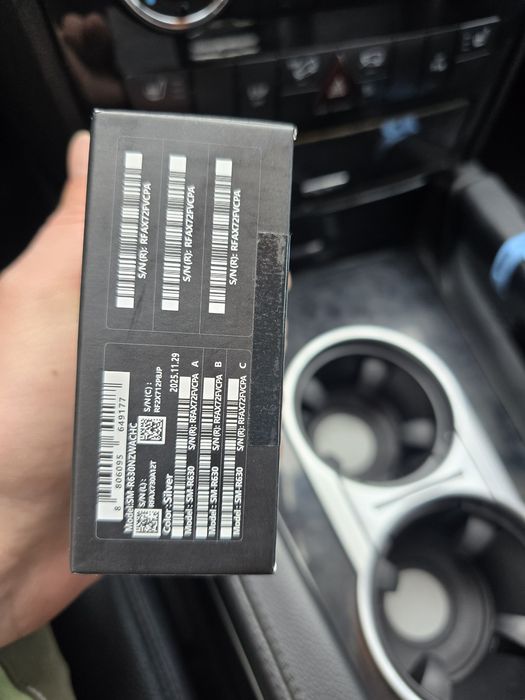 S/N(R): RFAX72FVCPA
S/N(R): RFAX72FVCPA
S/N(R): RFAX72FVCPA
8 806095 649177
Model:SM-R630NZWACHC
S/N(C) :
RF2X712P8JP
S/N(L) :
Color :Silver
2025.11.29
Model : SM-R630 S/N(R): RFAX72FVCPA A
Model : SM-R630 S/N(R): RFAX72FVCPA B
Model : SM-R630 S/N(R): RFAX72FVCPA C